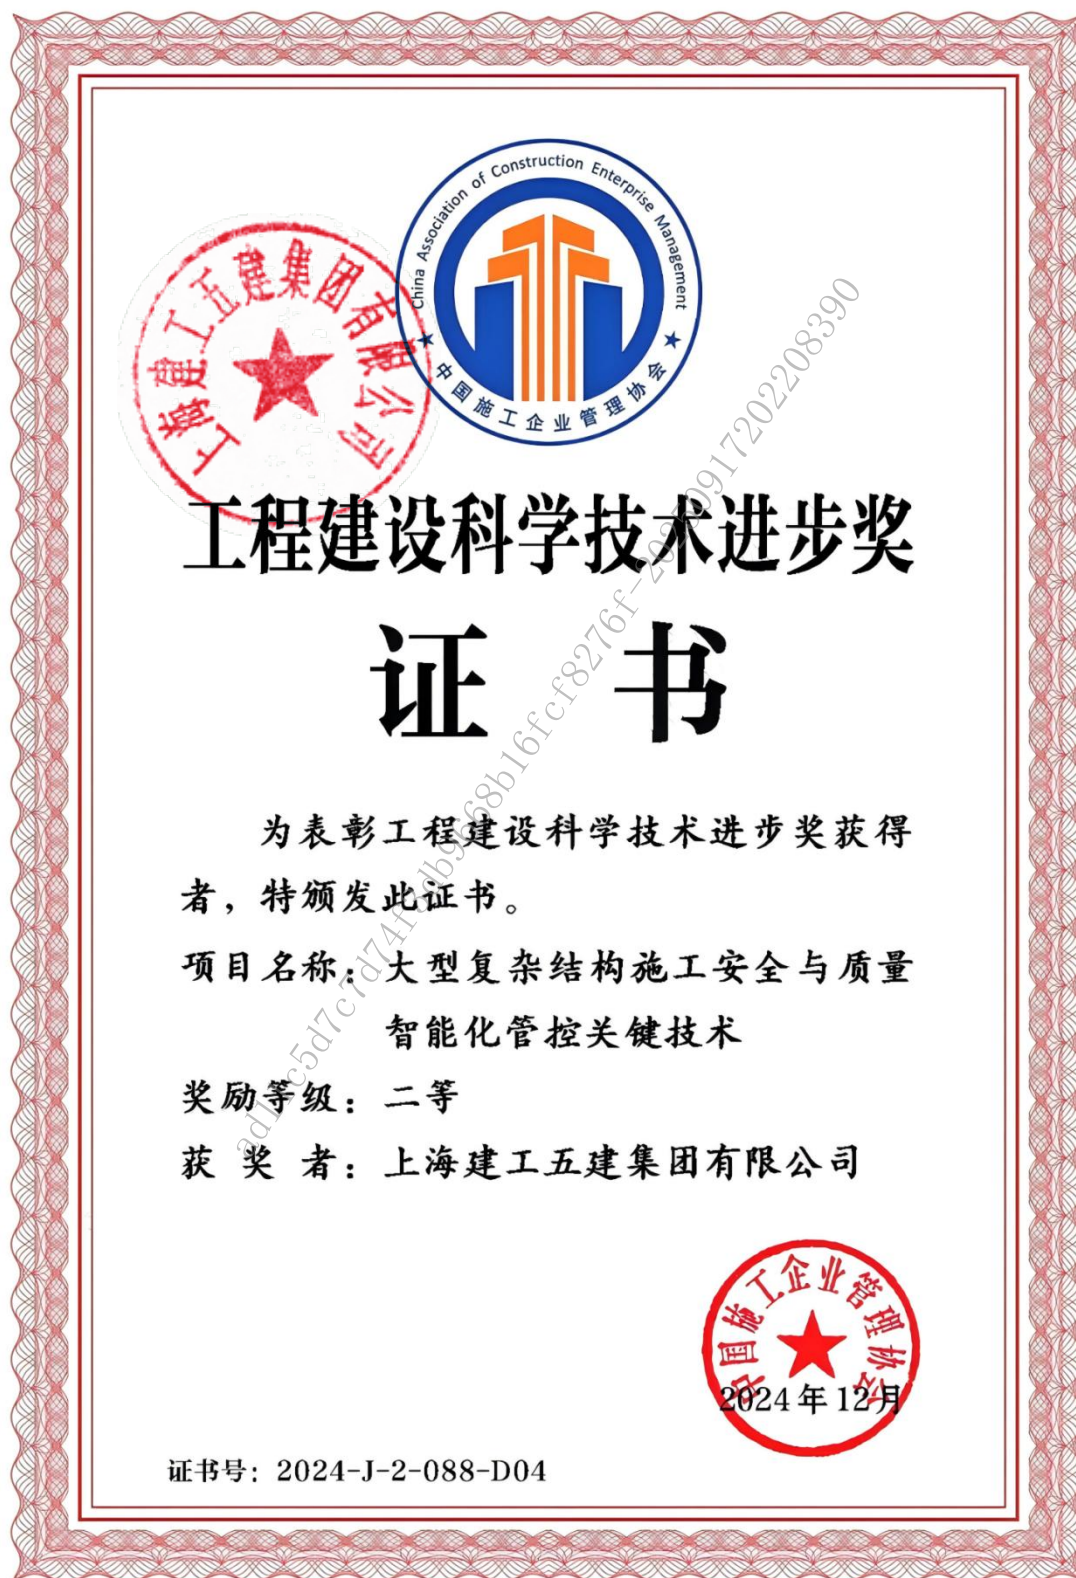 China Association of Construction Enterprise Management
中国施工企业管理协会
上海建工五建集团有限公司
工程建设科学技术进步奖
证 书
为表彰工程建设科学技术进步奖获得
者，特颁发此证书。
项目名称：大型复杂结构施工安全与质量
智能化管控关键技术
奖励等级：二等
获 奖 者：上海建工五建集团有限公司
中国施工企业管理协会
2024年12月
证书号：2024-J-2-088-D04